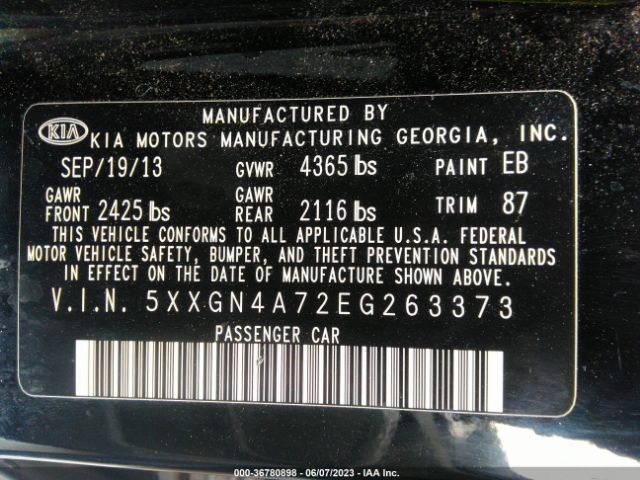 MANUFACTURED BY
KIA KIA MOTORS MANUFACTURING GEORGIA, INC.
SEP/19/13 GVWR 4365 lbs PAINT EB
GAWR FRONT 2425 lbs GAWR REAR 2116 lbs TRIM 87
THIS VEHICLE CONFORMS TO ALL APPLICABLE U.S.A. FEDERAL
MOTOR VEHICLE SAFETY, BUMPER, AND THEFT PREVENTION STANDARDS
IN EFFECT ON THE DATE OF MANUFACTURE SHOWN ABOVE.
V.I.N. 5XXGN4A72EG263373
PASSENGER CAR
000-36780898 - 06/07/2023 - IAA Inc.